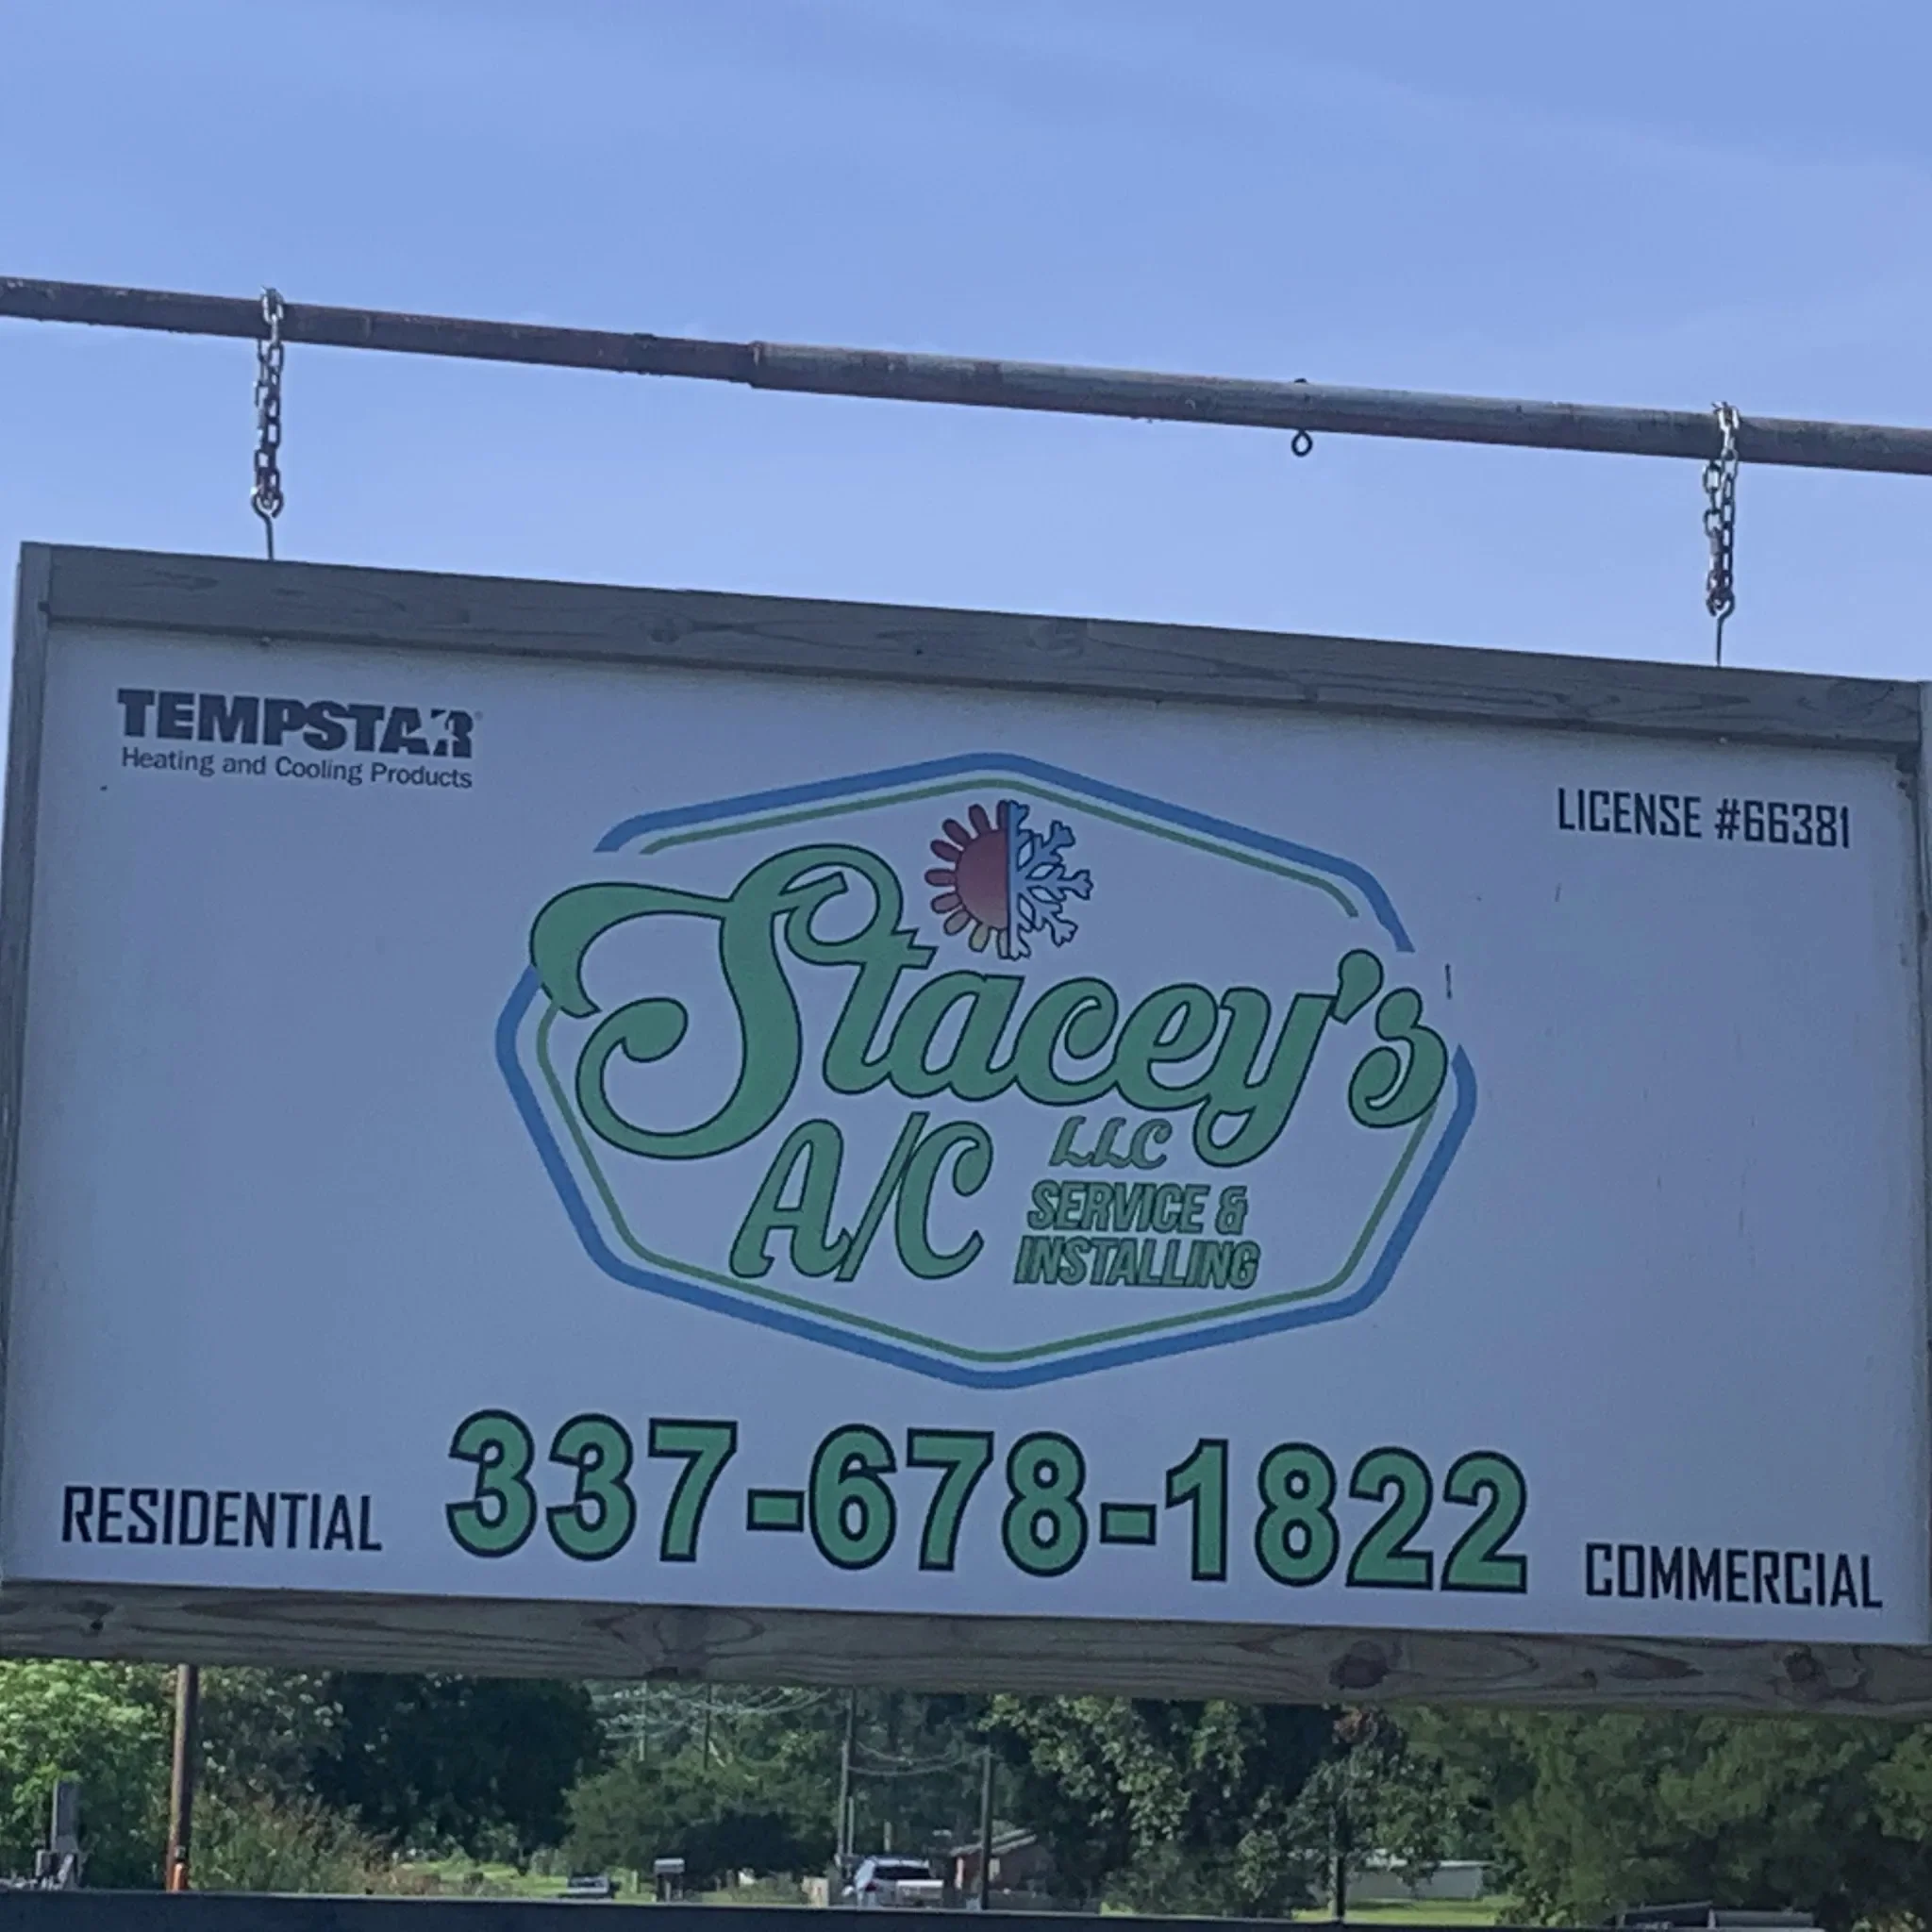 TEMPSTAR
Heating and Cooling Products
LICENSE #66381
Stacey's
LLC
A/C
SERVICE &
INSTALLING
337-678-1822
RESIDENTIAL
COMMERCIAL